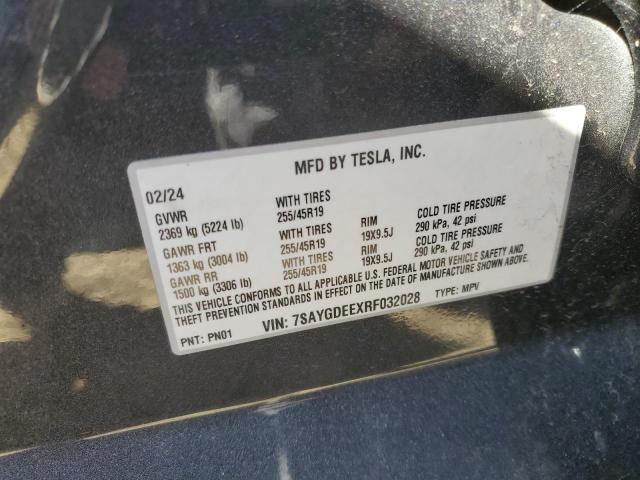 MFD BY TESLA, INC.
02/24
GVWR WITH TIRES
2369 kg (5224 lb) 255/45R19
GAWR FRT WITH TIRES RIM COLD TIRE PRESSURE
1363 kg (3004 lb) 255/45R19 19X9.5J 290 kPa, 42 psi
GAWR RR WITH TIRES RIM COLD TIRE PRESSURE
1500 kg (3306 lb) 255/45R19 19X9.5J 290 kPa, 42 psi
THIS VEHICLE CONFORMS TO ALL APPLICABLE U.S. FEDERAL MOTOR VEHICLE SAFETY AND
THEFT PREVENTION STANDARDS IN EFFECT ON THE DATE OF MANUFACTURE SHOWN ABOVE.
PNT: PN01 VIN: 7SAYGDEEXRF032028 TYPE: MPV